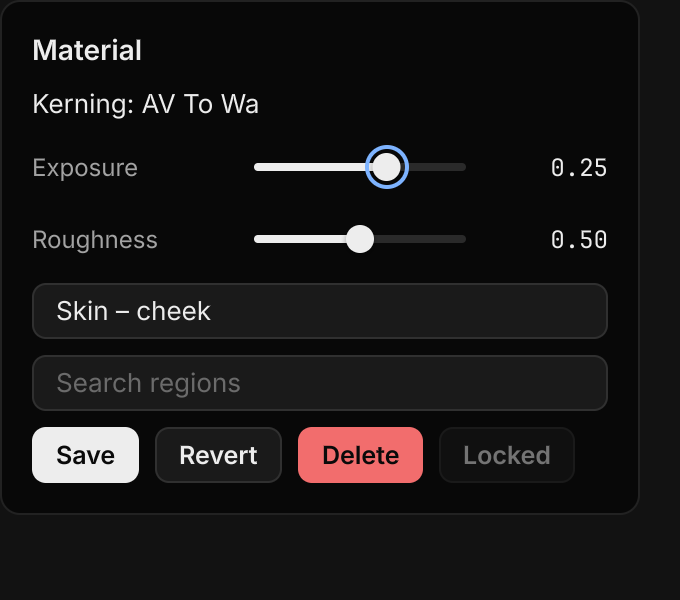 Material
Kerning: AV To Wa
Exposure 0.25
Roughness 0.50
Skin – cheek
Search regions
Save Revert Delete Locked